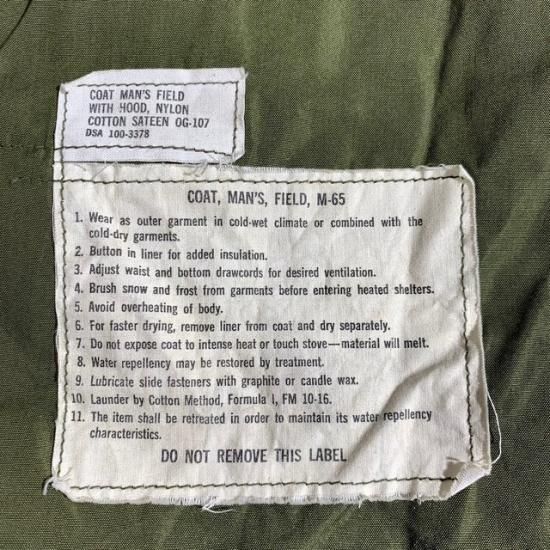 COAT MAN'S FIELD
WITH HOOD, NYLON
COTTON SATEEN OG-107
DSA 100-3378
COAT, MAN'S, FIELD, M-65
1. Wear as outer garment in cold-wet climate or combined with the
cold-dry garments.
2. Button in liner for added insulation.
3. Adjust waist and bottom drawcords for desired ventilation.
4. Brush snow and frost from garments before entering heated shelters.
5. Avoid overheating of body.
6. For faster drying, remove liner from coat and dry separately.
7. Do not expose coat to intense heat or touch stove—material will melt.
8. Water repellency may be restored by treatment.
9. Lubricate slide fasteners with graphite or candle wax.
10. Launder by Cotton Method, Formula I, FM 10-16.
11. The item shall be retreated in order to maintain its water repellency
characteristics.
DO NOT REMOVE THIS LABEL